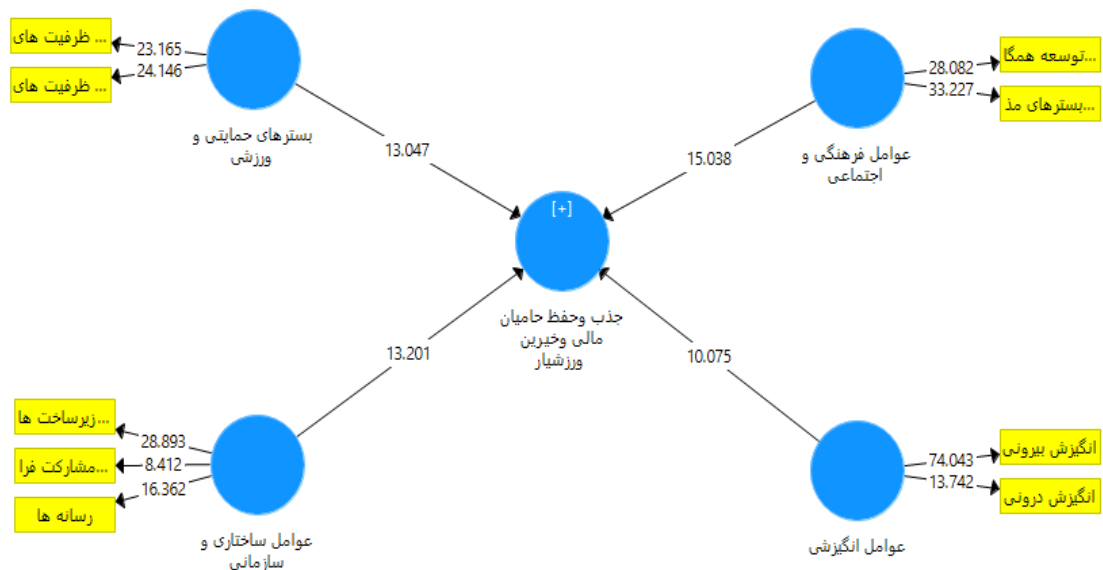 ظرفیت های ...
23.165
24.146
ظرفیت های ...
بسترهای حمایتی و
ورزشی
13.047
توسعه همگا...
28.082
33.227
بسترهای مذ...
عوامل فرهنگی و
اجتماعی
15.038
[+]
جذب وحفظ حامیان
مالی وخیرین
ورزشیار
13.201
10.075
زیرساخت ها...
28.893
مشارکت فرا...
8.412
16.362
رسانه ها
عوامل ساختاری و
سازمانی
انگیزش بیرونی
74.043
13.742
انگیزش درونی
عوامل انگیزشی